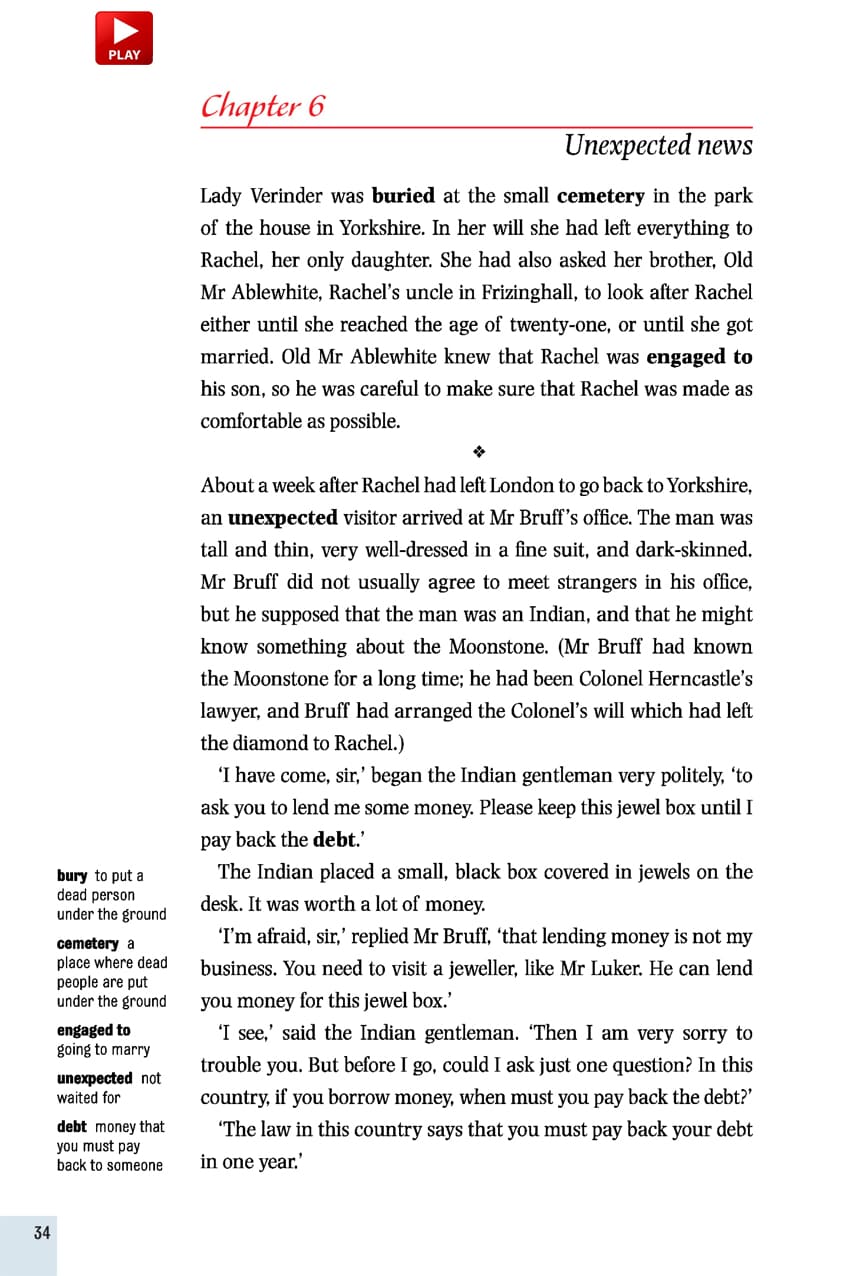 PLAY
Chapter 6
Unexpected news
Lady Verinder was buried at the small cemetery in the park
of the house in Yorkshire. In her will she had left everything to
Rachel, her only daughter. She had also asked her brother, Old
Mr Ablewhite, Rachel’s uncle in Frizinghall, to look after Rachel
either until she reached the age of twenty-one, or until she got
married. Old Mr Ablewhite knew that Rachel was engaged to
his son, so he was careful to make sure that Rachel was made as
comfortable as possible.
❖
About a week after Rachel had left London to go back to Yorkshire,
an unexpected visitor arrived at Mr Bruff’s office. The man was
tall and thin, very well-dressed in a fine suit, and dark-skinned.
Mr Bruff did not usually agree to meet strangers in his office,
but he supposed that the man was an Indian, and that he might
know something about the Moonstone. (Mr Bruff had known
the Moonstone for a long time; he had been Colonel Herncastle’s
lawyer, and Bruff had arranged the Colonel’s will which had left
the diamond to Rachel.)
‘I have come, sir,’ began the Indian gentleman very politely, ‘to
ask you to lend me some money. Please keep this jewel box until I
pay back the debt.’
The Indian placed a small, black box covered in jewels on the
desk. It was worth a lot of money.
‘I’m afraid, sir,’ replied Mr Bruff, ‘that lending money is not my
business. You need to visit a jeweller, like Mr Luker. He can lend
you money for this jewel box.’
‘I see,’ said the Indian gentleman. ‘Then I am very sorry to
trouble you. But before I go, could I ask just one question? In this
country, if you borrow money, when must you pay back the debt?’
‘The law in this country says that you must pay back your debt
in one year.’
bury to put a
dead person
under the ground
cemetery a
place where dead
people are put
under the ground
engaged to
going to marry
unexpected not
waited for
debt money that
you must pay
back to someone
34